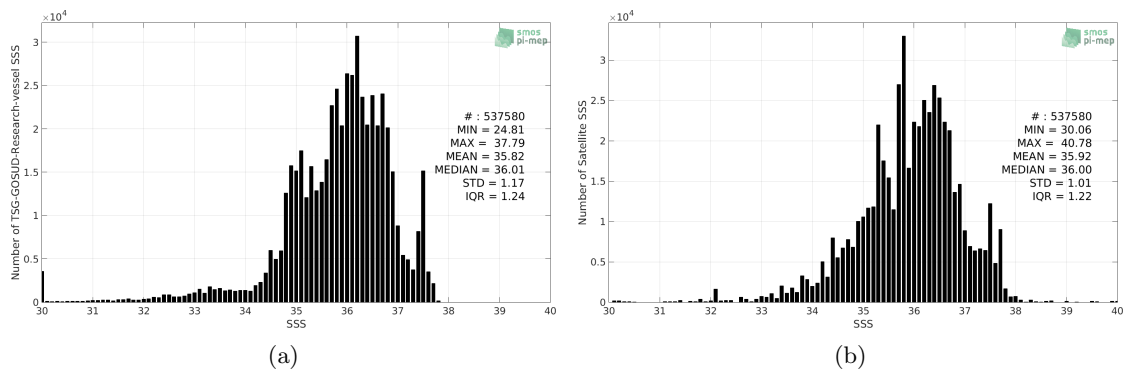 ×10⁴
smos
pi-mep
3
2.5
2
1.5
1
0.5
0
Number of TSG-GOSUD-Research-vessel SSS
# : 537580
MIN = 24.81
MAX = 37.79
MEAN = 35.82
MEDIAN = 36.01
STD = 1.17
IQR = 1.24
30 31 32 33 34 35 36 37 38 39 40
SSS
(a)
×10⁴
smos
pi-mep
3
2.5
2
1.5
1
0.5
0
Number of Satellite SSS
# : 537580
MIN = 30.06
MAX = 40.78
MEAN = 35.92
MEDIAN = 36.00
STD = 1.01
IQR = 1.22
30 31 32 33 34 35 36 37 38 39 40
SSS
(b)